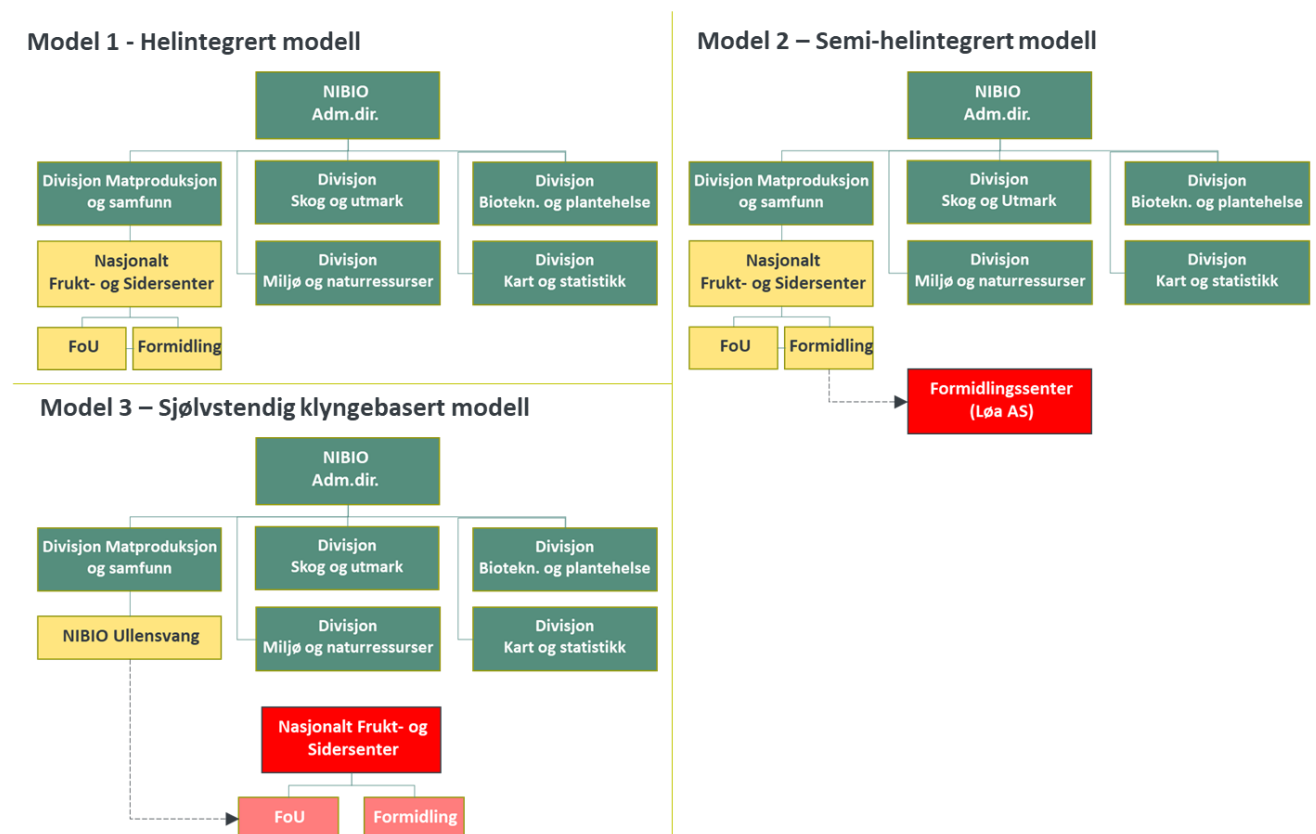 Model 1 - Helintegrert modell
NIBIO
Adm.dir.
Divisjon Matproduksjon
og samfunn
Divisjon
Skog og utmark
Divisjon
Biotekn. og plantehelse
Nasjonalt
Frukt- og Sidersenter
Divisjon
Miljø og naturressurser
Divisjon
Kart og statistikk
FoU
Formidling
Model 2 – Semi-helintegrert modell
NIBIO
Adm.dir.
Divisjon Matproduksjon
og samfunn
Divisjon
Skog og Utmark
Divisjon
Biotekn. og plantehelse
Nasjonalt
Frukt- og Sidersenter
Divisjon
Miljø og naturressurser
Divisjon
Kart og statistikk
FoU
Formidling
Formidlingssenter
(Løa AS)
Model 3 – Sjølvstendig klyngebasert modell
NIBIO
Adm.dir.
Divisjon Matproduksjon
og samfunn
Divisjon
Skog og utmark
Divisjon
Biotekn. og plantehelse
NIBIO Ullensvang
Divisjon
Miljø og naturressurser
Divisjon
Kart og statistikk
Nasjonalt Frukt- og
Sidersenter
FoU
Formidling